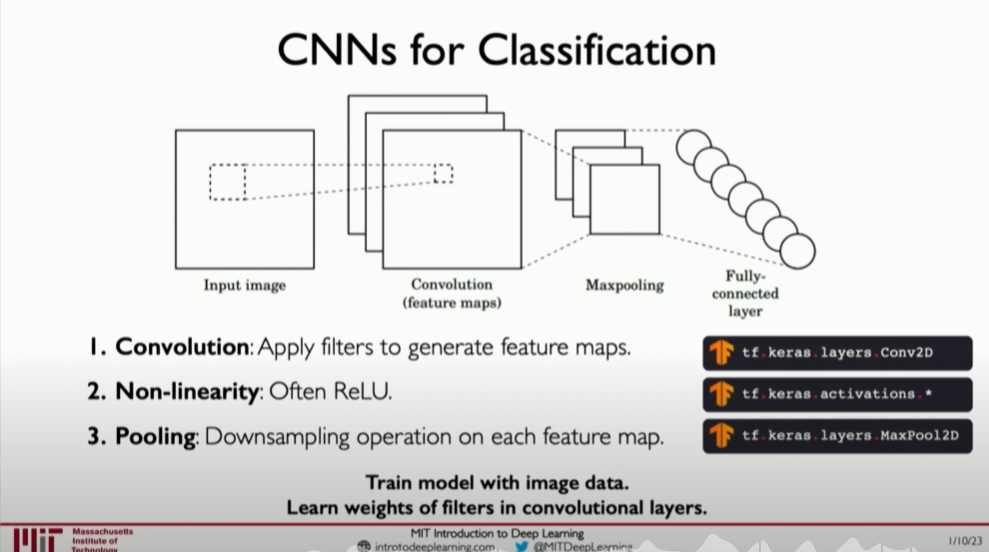 CNNs for Classification
Input image
Convolution
(feature maps)
Maxpooling
Fully-
connected
layer
1. Convolution: Apply filters to generate feature maps.
tf.keras.layers.Conv2D
2. Non-linearity: Often ReLU.
tf.keras.activations.*
3. Pooling: Downsampling operation on each feature map.
tf.keras.layers.MaxPool2D
Train model with image data.
Learn weights of filters in convolutional layers.
Massachusetts
Institute of
Technology
MIT Introduction to Deep Learning
introtodeeplearning.com @MITDeepLearning
1/10/23